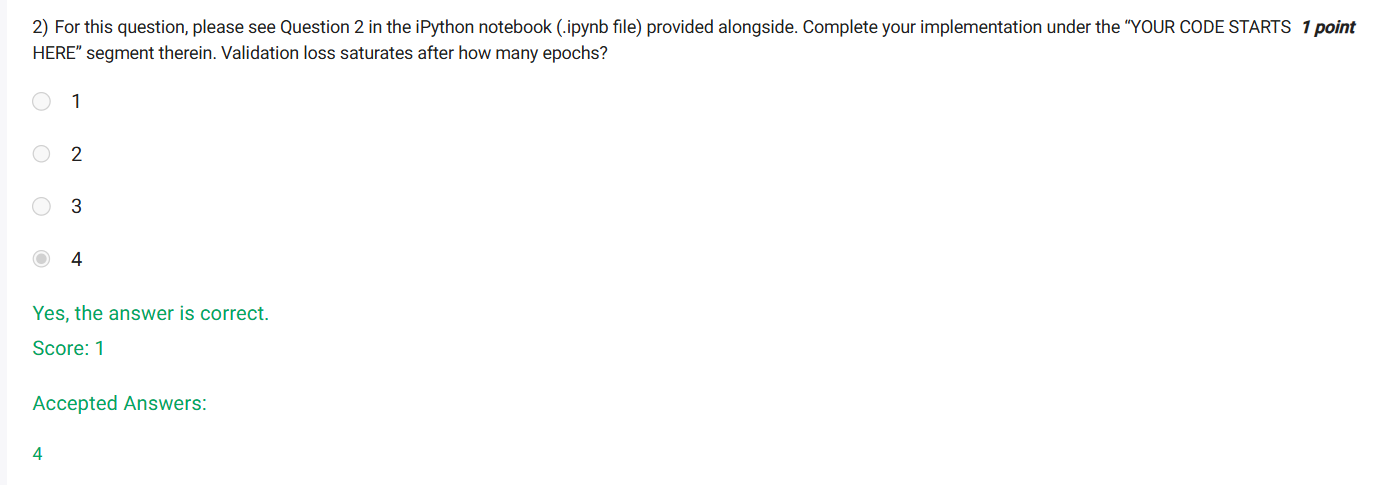 2) For this question, please see Question 2 in the iPython notebook (.ipynb file) provided alongside. Complete your implementation under the “YOUR CODE STARTS 1 point
HERE” segment therein. Validation loss saturates after how many epochs?
1
2
3
4
Yes, the answer is correct.
Score: 1
Accepted Answers:
4